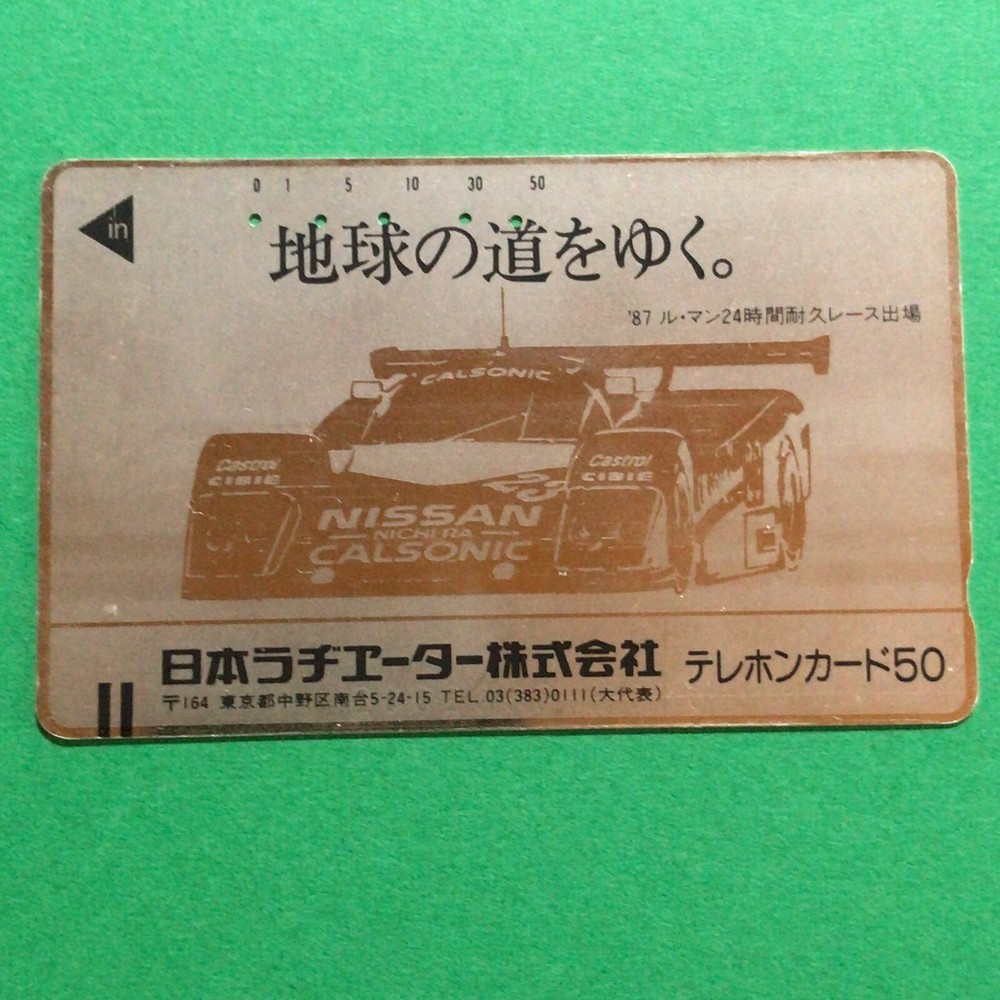 0 1 5 10 30 50
in
地球の道をゆく。
'87 ル・マン24時間耐久レース出場
CALSONIC
Castrol
CIBIE
Castrol
CIBIE
NISSAN
NICHIRA
CALSONIC
日本ラヂエーター株式会社 テレホンカード50
〒164 東京都中野区南台5-24-15 TEL.03(383)0111(大代表)